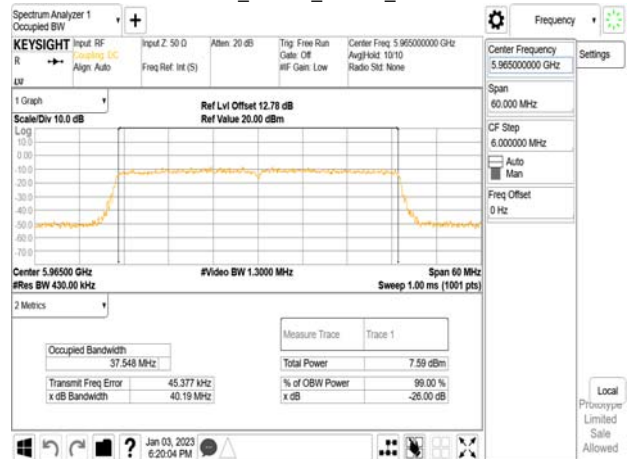 Spectrum Analyzer 1
Occupied BW
Frequency
KEYSIGHT
R
Input: RF
Coupling: DC
Align: Auto
Input Z: 50 Ω
Freq Ref: Int (S)
Atten: 20 dB
Trig: Free Run
Gate: Off
#IF Gain: Low
Center Freq: 5.965000000 GHz
Avg|Hold: 10/10
Radio Std: None
1 Graph
Scale/Div 10.0 dB
Ref Lvl Offset 12.78 dB
Ref Value 20.00 dBm
Log
10.0
0.00
-10.0
-20.0
-30.0
-40.0
-50.0
-60.0
-70.0
Center 5.96500 GHz
#Res BW 430.00 kHz
#Video BW 1.3000 MHz
Span 60 MHz
Sweep 1.00 ms (1001 pts)
2 Metrics
Measure Trace
Trace 1
Occupied Bandwidth
37.548 MHz
Total Power
7.59 dBm
Transmit Freq Error
45.377 kHz
% of OBW Power
99.00 %
x dB Bandwidth
40.19 MHz
x dB
-26.00 dB
Center Frequency
5.965000000 GHz
Settings
Span
60.000 MHz
CF Step
6.000000 MHz
Auto
Man
Freq Offset
0 Hz
Local
Prototype
Limited
Sale
Allowed
?
Jan 03, 2023
6:20:04 PM